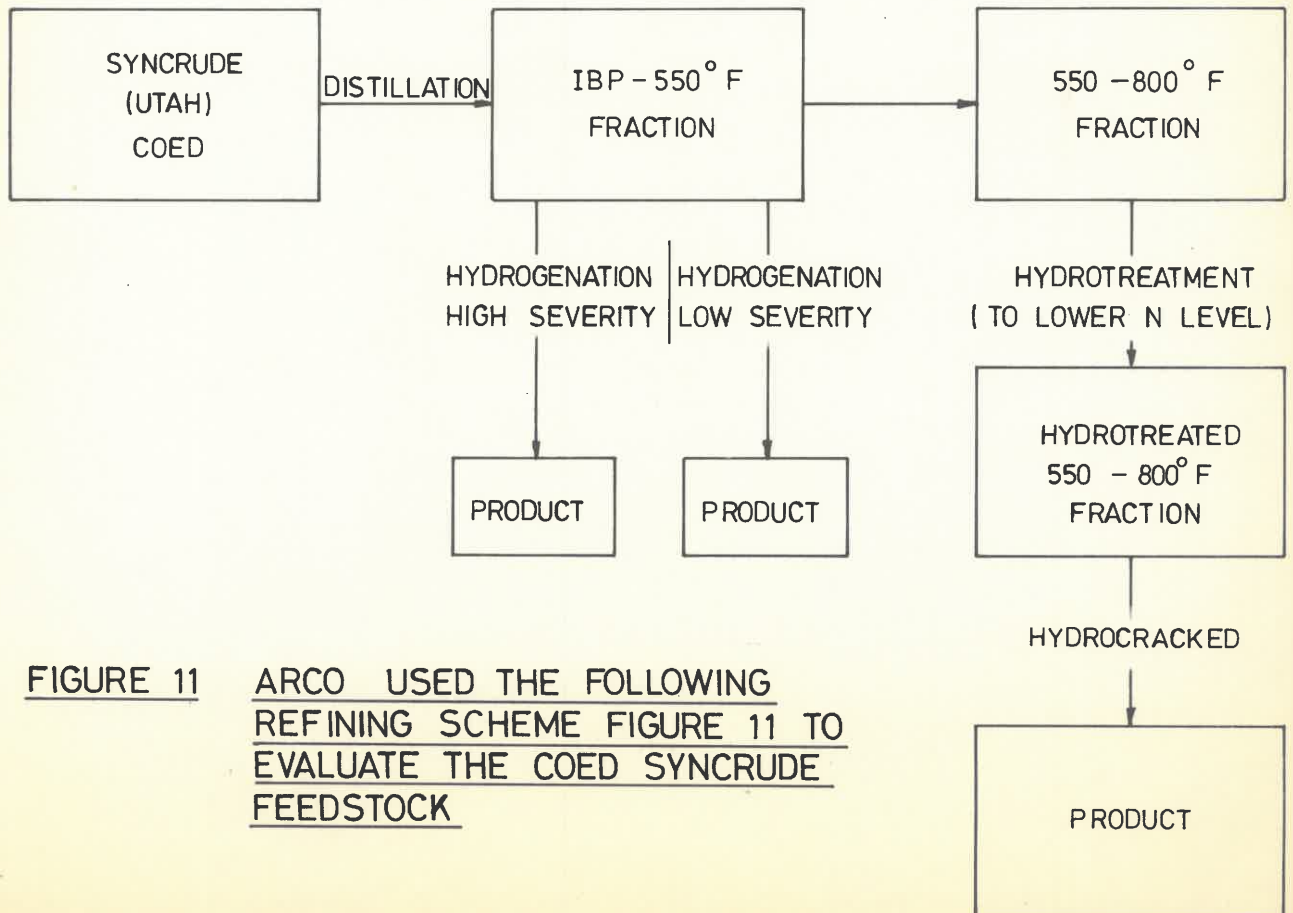 SYNCRUDE
(UTAH)
COED
DISTILLATION
IBP-550°F
FRACTION
550-800°F
FRACTION
HYDROGENATION
HIGH SEVERITY
HYDROGENATION
LOW SEVERITY
HYDROTREATMENT
(TO LOWER N LEVEL)
PRODUCT
PRODUCT
HYDROTREATED
550 - 800°F
FRACTION
HYDROCRACKED
PRODUCT
FIGURE 11 ARCO USED THE FOLLOWING
REFINING SCHEME FIGURE 11 TO
EVALUATE THE COED SYNCRUDE
FEEDSTOCK